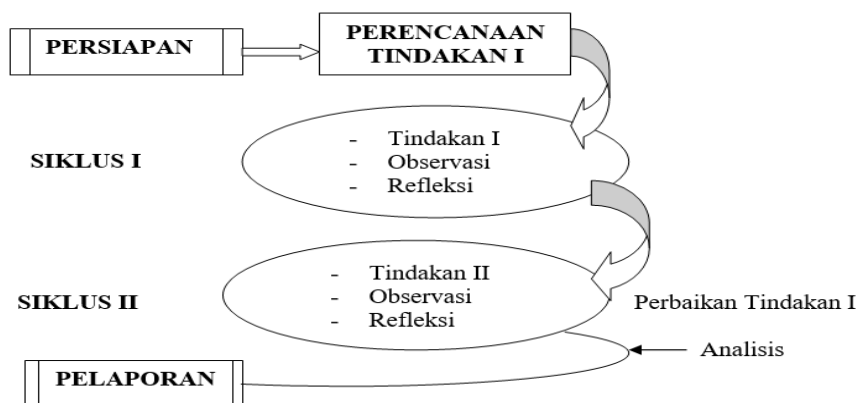 PERSIAPAN
PERENCANAAN
TINDAKAN I
SIKLUS I
- Tindakan I
- Observasi
- Refleksi
SIKLUS II
- Tindakan II
- Observasi
- Refleksi
Perbaikan Tindakan I
Analisis
PELAPORAN